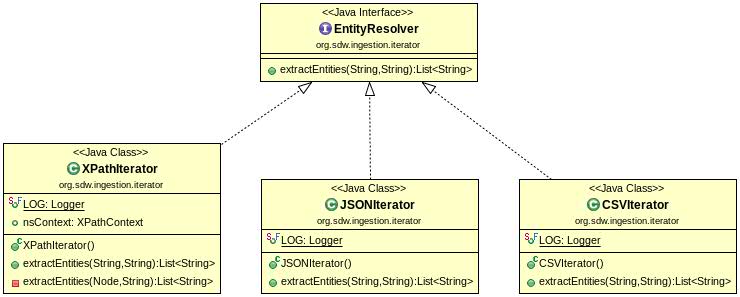 <<Java Interface>>
EntityResolver
org.sdw.ingestion.iterator
extractEntities(String,String):List<String>
<<Java Class>>
XPathIterator
org.sdw.ingestion.iterator
LOG: Logger
nsContext: XPathContext
XPathIterator()
extractEntities(String,String):List<String>
extractEntities(Node,String):List<String>
<<Java Class>>
JSONIterator
org.sdw.ingestion.iterator
LOG: Logger
JSONIterator()
extractEntities(String,String):List<String>
<<Java Class>>
CSVIterator
org.sdw.ingestion.iterator
LOG: Logger
CSVIterator()
extractEntities(String,String):List<String>